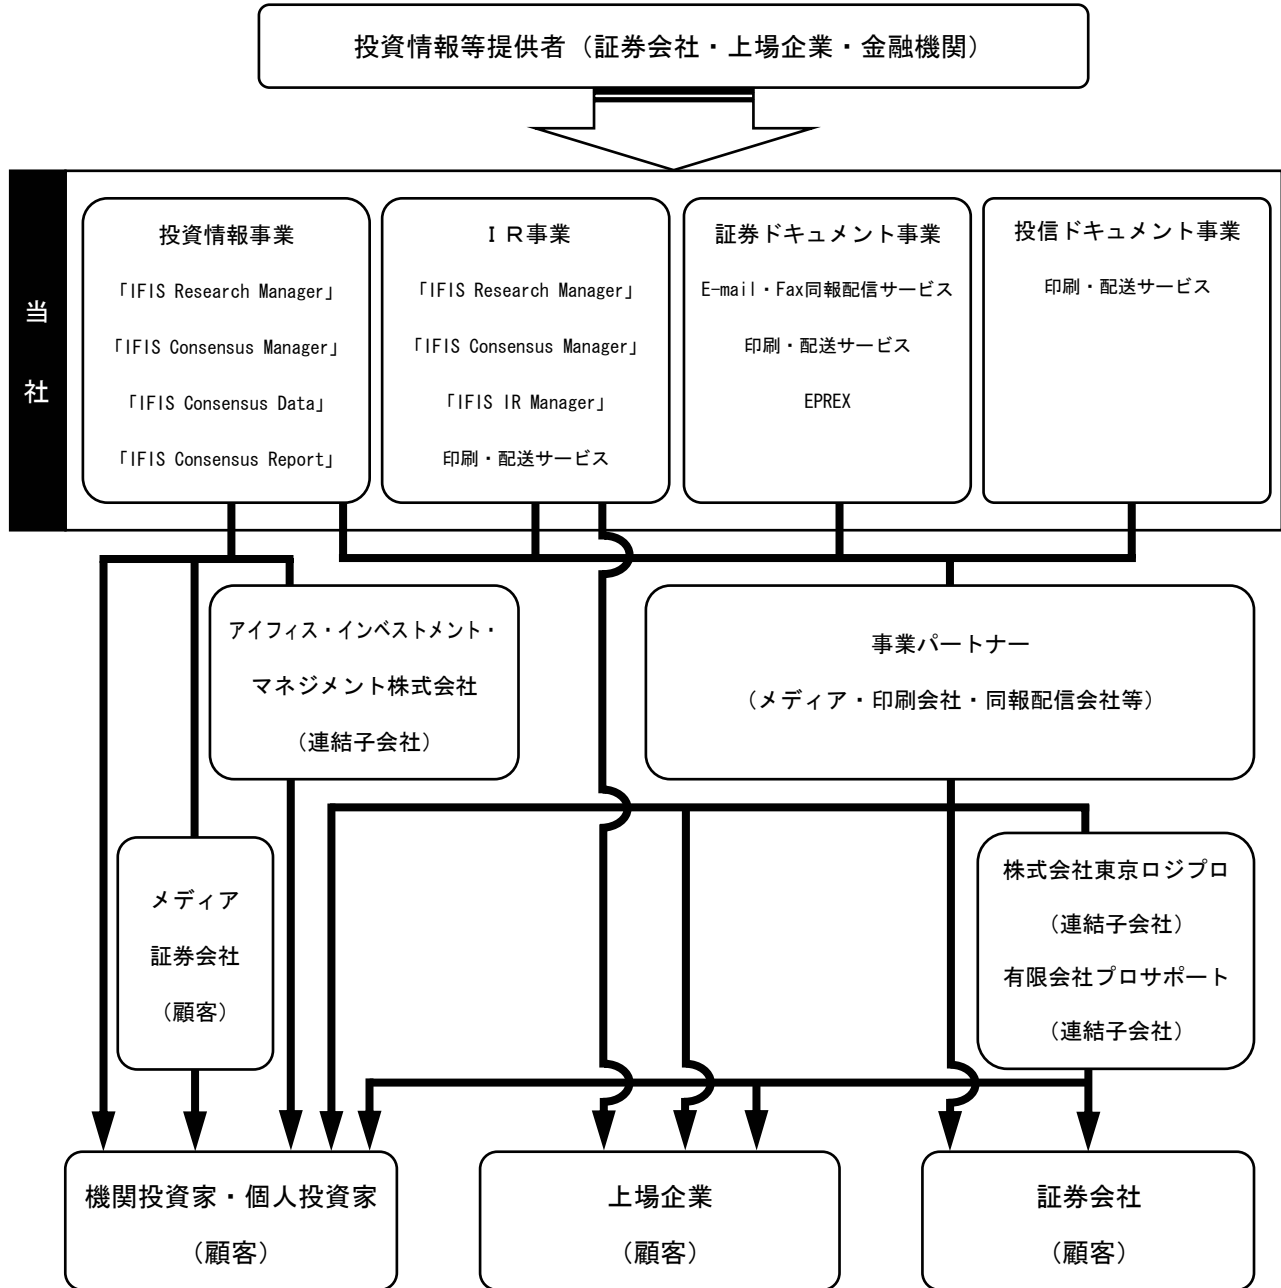 投資情報等提供者（証券会社・上場企業・金融機関）
当
社
投資情報事業
「IFIS Research Manager」
「IFIS Consensus Manager」
「IFIS Consensus Data」
「IFIS Consensus Report」
ＩＲ事業
「IFIS Research Manager」
「IFIS Consensus Manager」
「IFIS IR Manager」
印刷・配送サービス
証券ドキュメント事業
E-mail・Fax同報配信サービス
印刷・配送サービス
EPREX
投信ドキュメント事業
印刷・配送サービス
アイフィス・インベストメント・
マネジメント株式会社
（連結子会社）
事業パートナー
（メディア・印刷会社・同報配信会社等）
メディア
証券会社
（顧客）
株式会社東京ロジプロ
（連結子会社）
有限会社プロサポート
（連結子会社）
機関投資家・個人投資家
（顧客）
上場企業
（顧客）
証券会社
（顧客）